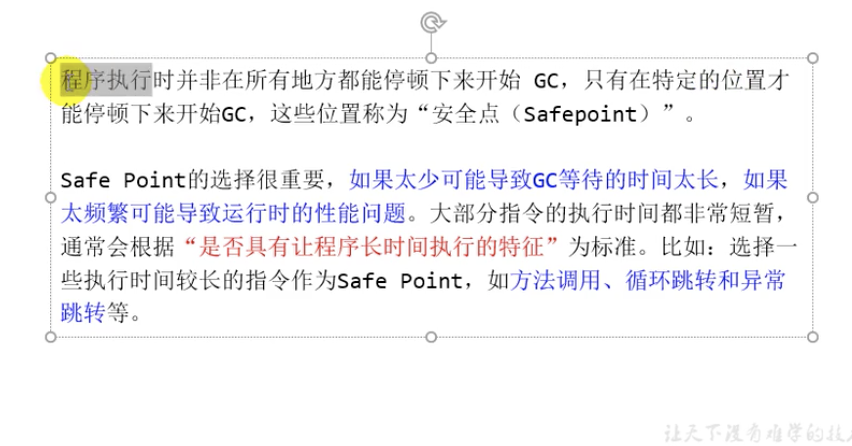 程序执行时并非在所有地方都能停顿下来开始 GC，只有在特定的位置才
能停顿下来开始GC，这些位置称为“安全点（Safepoint）”。
Safe Point的选择很重要，如果太少可能导致GC等待的时间太长，如果
太频繁可能导致运行时的性能问题。大部分指令的执行时间都非常短暂，
通常会根据“是否具有让程序长时间执行的特征”为标准。比如：选择一
些执行时间较长的指令作为Safe Point，如方法调用、循环跳转和异常
跳转等。
让天下没有难学的技